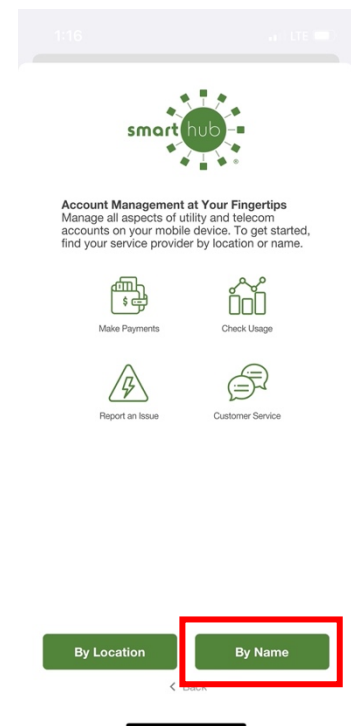 1:16 LTE
smart hub
Account Management at Your Fingertips
Manage all aspects of utility and telecom
accounts on your mobile device. To get started,
find your service provider by location or name.
Make Payments Check Usage
Report an Issue Customer Service
By Location By Name
< Back